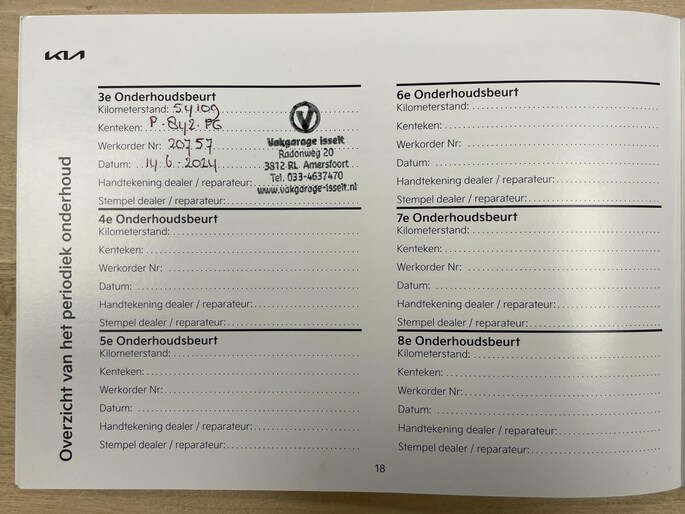 KIA
Overzicht van het periodiek onderhoud
3e Onderhoudsbeurt
Kilometerstand: 54109
Kenteken: P-842-PG
Werkorder Nr: 20757
Datum: 14-6-2024
Handtekening dealer / reparateur:
Stempel dealer / reparateur:
Vakgarage Isselt
Radonweg 20
3812 RL Amersfoort
Tel. 033-4637470
www.vakgarage-isselt.nl
4e Onderhoudsbeurt
Kilometerstand:
Kenteken:
Werkorder Nr:
Datum:
Handtekening dealer / reparateur:
Stempel dealer / reparateur:
5e Onderhoudsbeurt
Kilometerstand:
Kenteken:
Werkorder Nr:
Datum:
Handtekening dealer / reparateur:
Stempel dealer / reparateur:
6e Onderhoudsbeurt
Kilometerstand:
Kenteken:
Werkorder Nr:
Datum:
Handtekening dealer / reparateur:
Stempel dealer / reparateur:
7e Onderhoudsbeurt
Kilometerstand:
Kenteken:
Werkorder Nr:
Datum:
Handtekening dealer / reparateur:
Stempel dealer / reparateur:
8e Onderhoudsbeurt
Kilometerstand:
Kenteken:
Werkorder Nr:
Datum:
Handtekening dealer / reparateur:
Stempel dealer / reparateur:
18